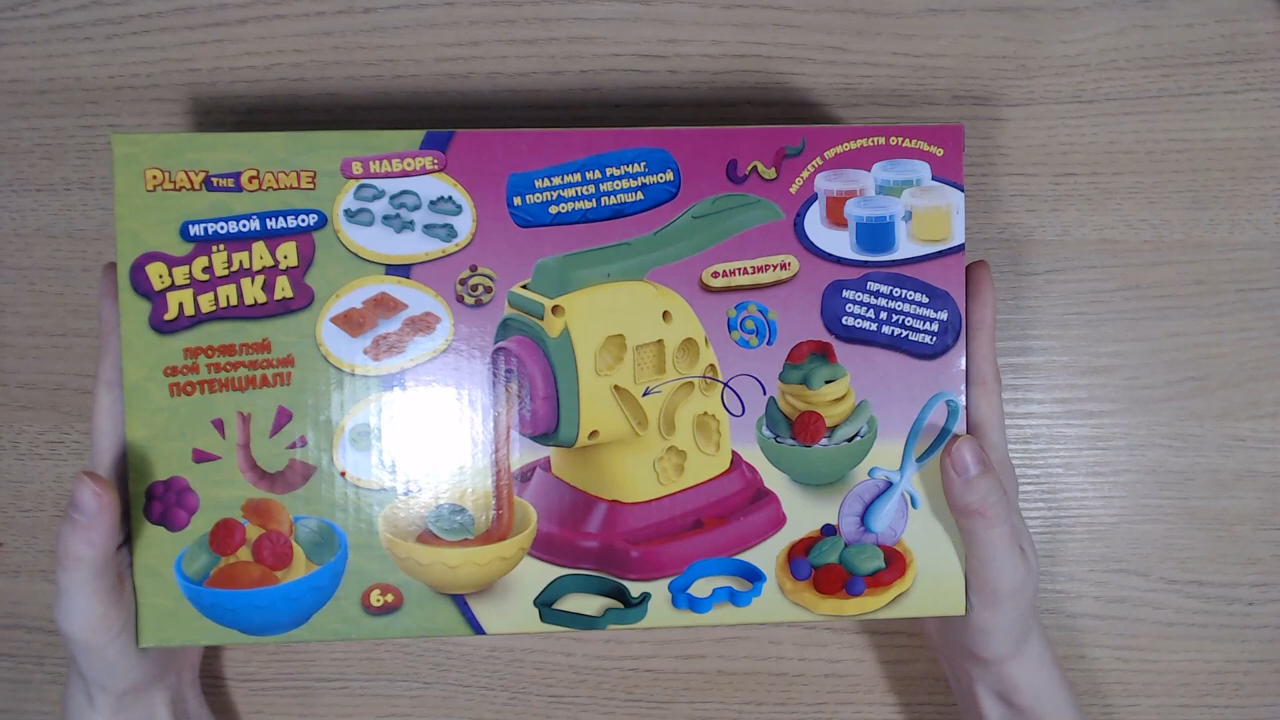 PLAY THE GAME
ИГРОВОЙ НАБОР
ВЕСЁЛАЯ
ЛЕПКА
ПРОЯВЛЯЙ
СВОЙ ТВОРЧЕСКИЙ
ПОТЕНЦИАЛ!
В НАБОРЕ:
НАЖМИ НА РЫЧАГ,
И ПОЛУЧИТСЯ НЕОБЫЧНОЙ
ФОРМЫ ЛАПША
МОЖЕТЕ ПРИОБРЕСТИ ОТДЕЛЬНО
ФАНТАЗИРУЙ!
ПРИГОТОВЬ
НЕОБЫКНОВЕННЫЙ
ОБЕД И УГОЩАЙ
СВОИХ ИГРУШЕК!
6+